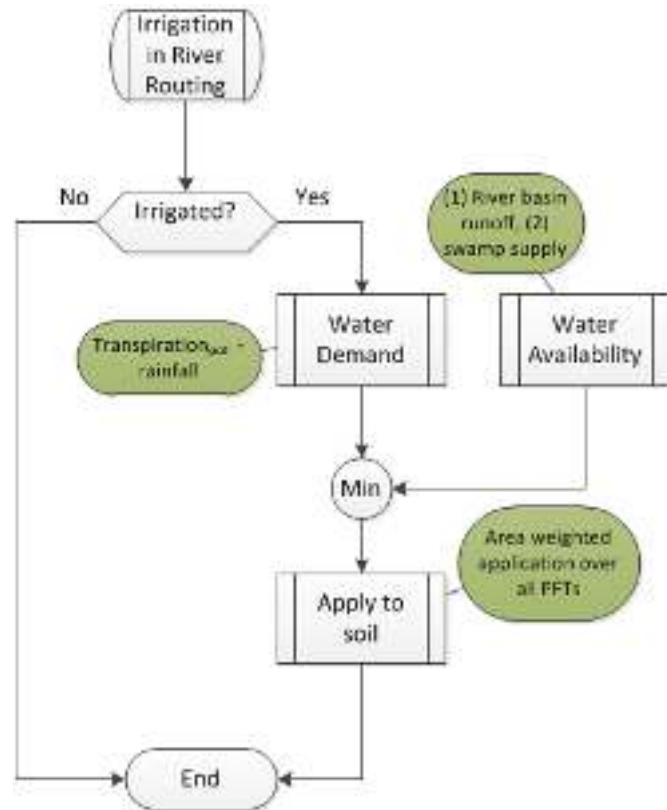 Irrigation
in River
Routing
No
Irrigated?
Yes
(1) River basin
runoff, (2)
swamp supply
Water
Demand
Water
Availability
Transpiration -
rainfall
Min
Area weighted
application over
all PFTs
Apply to
soil
End